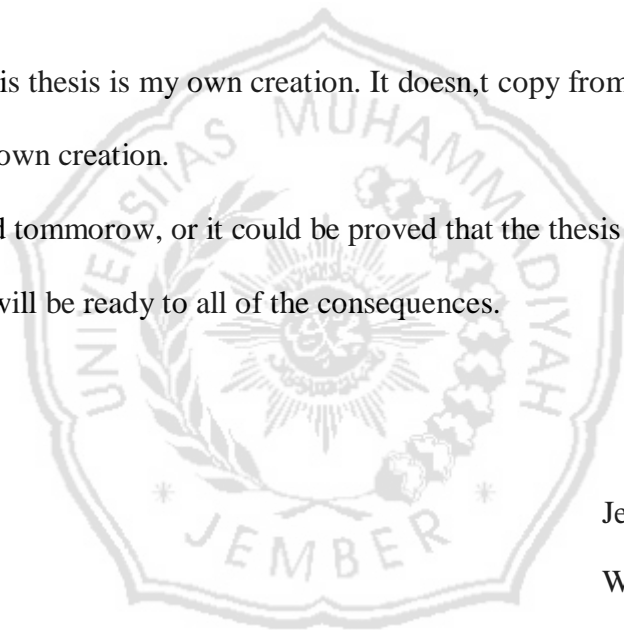 is thesis is my own creation. It doesn,t copy from
own creation.
d tommorow, or it could be proved that the thesis
will be ready to all of the consequences.
UNIVERSITAS MUHAMMADIYAH
JEMBER
Je
W